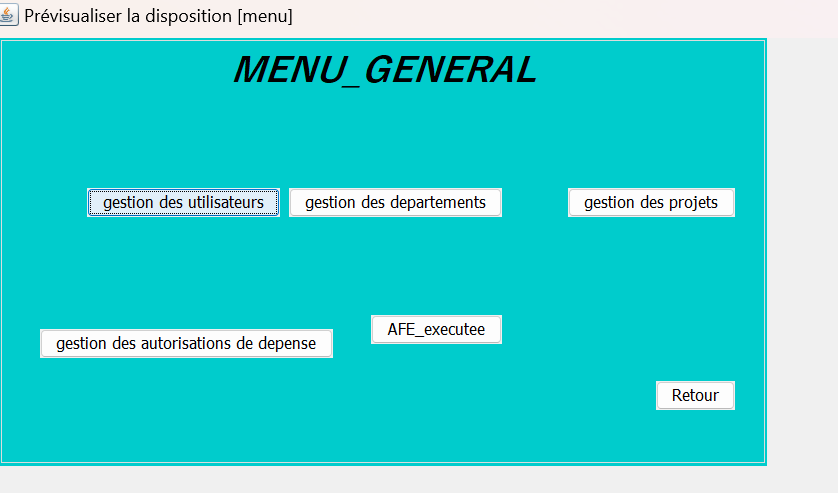 Prévisualiser la disposition [menu]
MENU_GENERAL
gestion des utilisateurs
gestion des departements
gestion des projets
AFE_executee
gestion des autorisations de depense
Retour